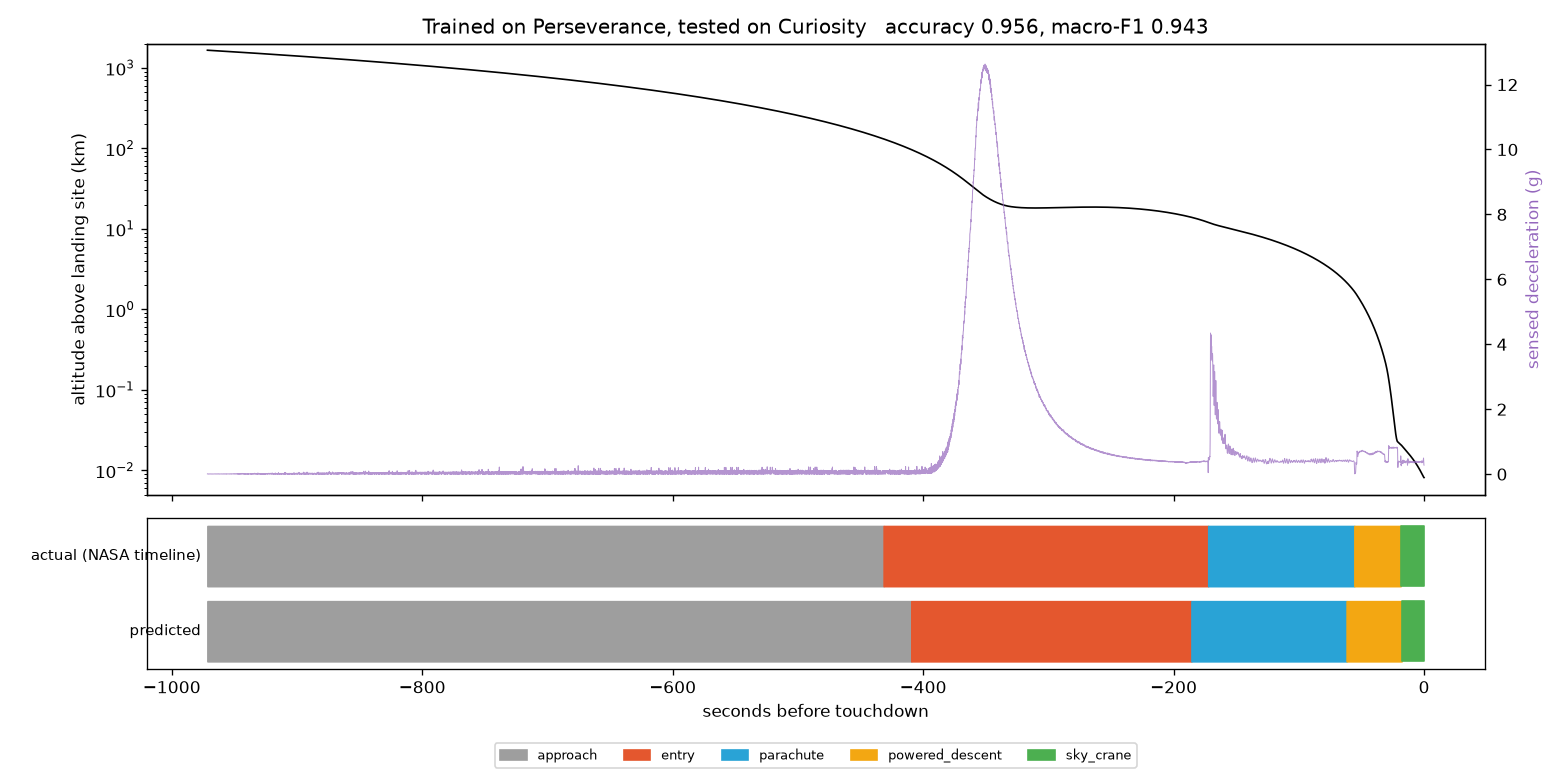 Trained on Perseverance, tested on Curiosity   accuracy 0.956, macro-F1 0.943
altitude above landing site (km)
10³
10²
10¹
10⁰
10⁻¹
10⁻²
12
10
8
6
4
2
0
sensed deceleration (g)
actual (NASA timeline)
predicted
−1000 −800 −600 −400 −200 0
seconds before touchdown
approach entry parachute powered_descent sky_crane